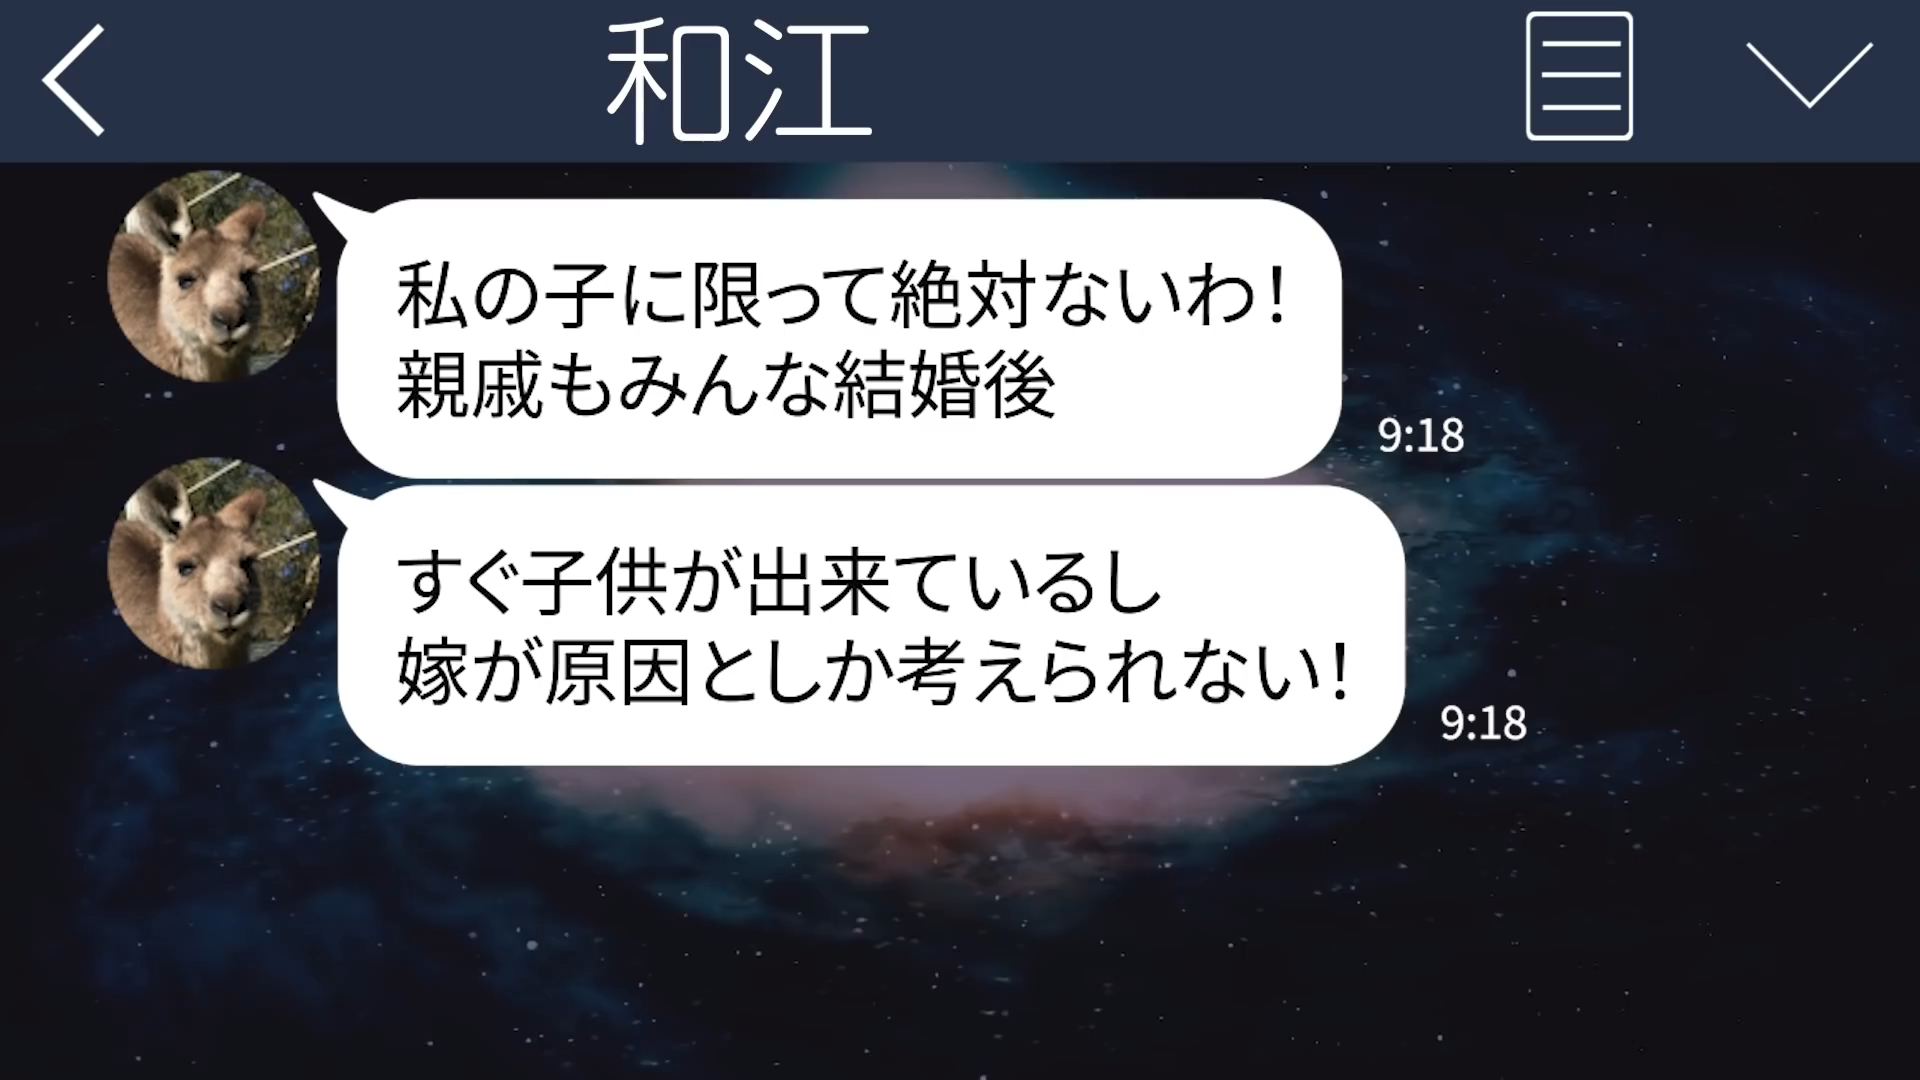 和江
私の子に限って絶対ないわ！
親戚もみんな結婚後
9:18
すぐ子供が出来ているし
嫁が原因としか考えられない！
9:18